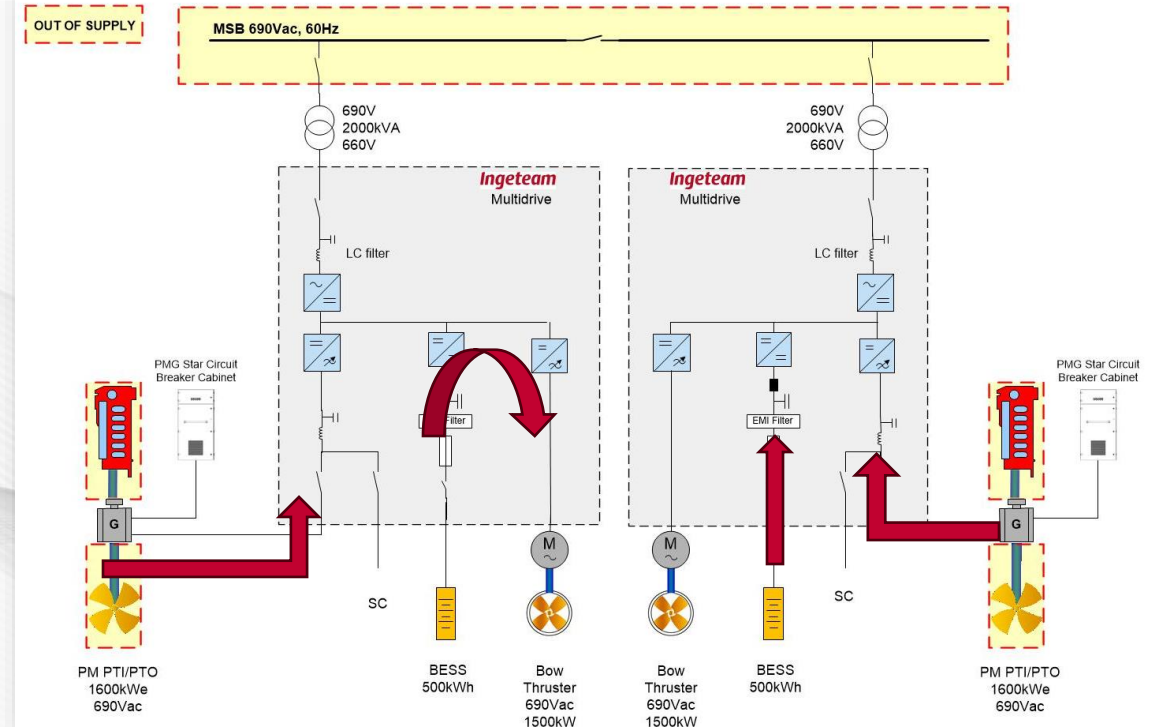 OUT OF SUPPLY
MSB 690Vac, 60Hz
690V
2000kVA
660V
690V
2000kVA
660V
Ingeteam
Multidrive
Ingeteam
Multidrive
LC filter
LC filter
PMG Star Circuit
Breaker Cabinet
PMG Star Circuit
Breaker Cabinet
Filter
EMI Filter
G
G
M
~
M
~
SC
SC
PM PTI/PTO
1600kWe
690Vac
BESS
500kWh
Bow
Thruster
690Vac
1500kW
Bow
Thruster
690Vac
1500kW
BESS
500kWh
PM PTI/PTO
1600kWe
690Vac